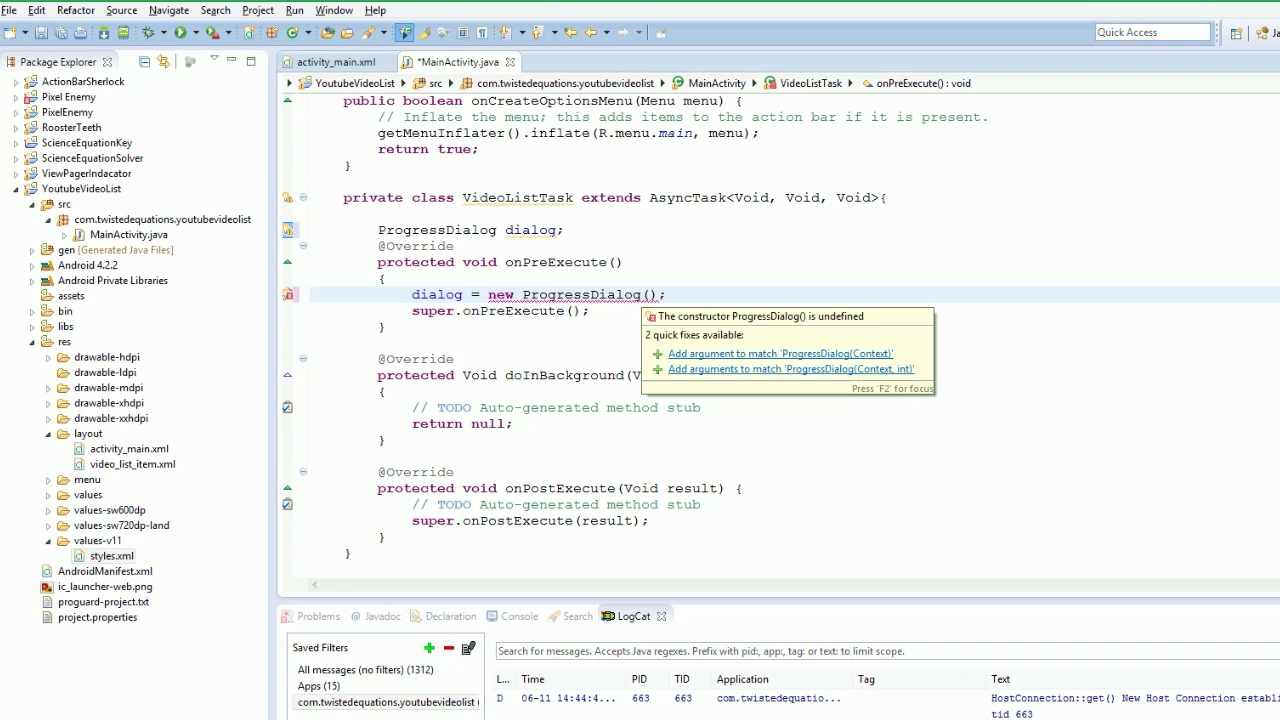 File Edit Refactor Source Navigate Search Project Run Window Help
Quick Access
Ja
Package Explorer
ActionBarSherlock
Pixel Enemy
PixelEnemy
RoosterTeeth
ScienceEquationKey
ScienceEquationSolver
ViewPagerIndacator
YoutubeVideoList
src
com.twistedequations.youtubevideolist
MainActivity.java
gen [Generated Java Files]
Android 4.2.2
Android Private Libraries
assets
bin
libs
res
drawable-hdpi
drawable-ldpi
drawable-mdpi
drawable-xhdpi
drawable-xxhdpi
layout
activity_main.xml
video_list_item.xml
menu
values
values-sw600dp
values-sw720dp-land
values-v11
styles.xml
AndroidManifest.xml
ic_launcher-web.png
proguard-project.txt
project.properties
activity_main.xml *MainActivity.java
YoutubeVideoList src com.twistedequations.youtubevideolist MainActivity VideoListTask onPreExecute() : void
public boolean onCreateOptionsMenu(Menu menu) {
// Inflate the menu; this adds items to the action bar if it is present.
getMenuInflater().inflate(R.menu.main, menu);
return true;
}
private class VideoListTask extends AsyncTask<Void, Void, Void>{
ProgressDialog dialog;
@Override
protected void onPreExecute()
{
dialog = new ProgressDialog();
super.onPreExecute();
}
The constructor ProgressDialog() is undefined
2 quick fixes available:
Add argument to match 'ProgressDialog(Context)'
Add arguments to match 'ProgressDialog(Context, int)'
Press 'F2' for focus
@Override
protected Void doInBackground(V
{
// TODO Auto-generated method stub
return null;
}
@Override
protected void onPostExecute(Void result) {
// TODO Auto-generated method stub
super.onPostExecute(result);
}
}
Problems @ Javadoc Declaration Console Search LogCat
Saved Filters
All messages (no filters) (1312)
Apps (15)
com.twistedequations.youtubevideolist (
Search for messages. Accepts Java regexes. Prefix with pid:, app:, tag: or text: to limit scope.
L... Time PID TID Application Tag Text
D 06-11 14:44:4... 663 663 com.twistedequatio... HostConnection::get() New Host Connection establi
tid 663